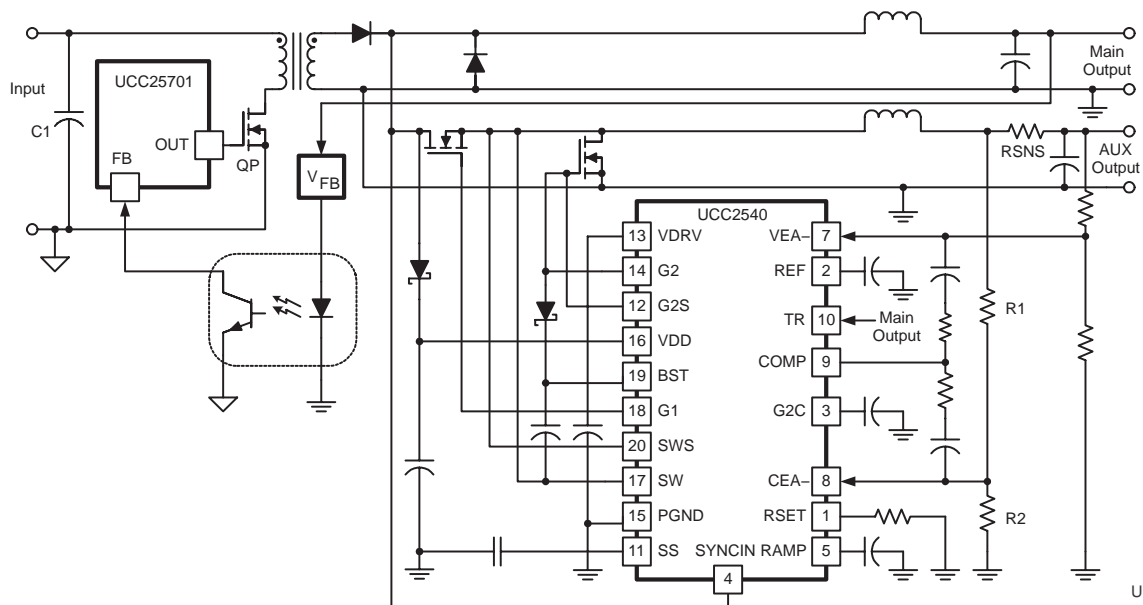 Input
C1
UCC25701
OUT
FB
QP
V FB
Main
Output
RSNS
AUX
Output
UCC2540
13 VDRV
14 G2
12 G2S
16 VDD
19 BST
18 G1
20 SWS
17 SW
15 PGND
11 SS
SYNCIN
4
VEA− 7
REF 2
TR 10
Main
Output
COMP 9
G2C 3
CEA− 8
RSET 1
RAMP 5
R1
R2
U